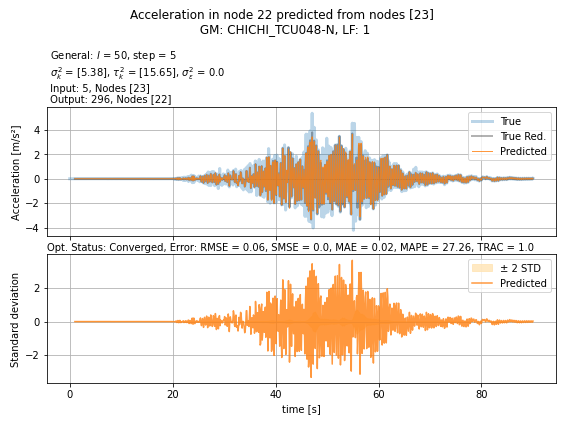 Acceleration in node 22 predicted from nodes [23]
GM: CHICHI_TCU048-N, LF: 1
General: l = 50, step = 5
σ²ₖ = [5.38], τ²ₖ = [15.65], σ²ε = 0.0
Input: 5, Nodes [23]
Output: 296, Nodes [22]
Acceleration [m/s²]
4
2
0
−2
−4
True
True Red.
Predicted
Opt. Status: Converged, Error: RMSE = 0.06, SMSE = 0.0, MAE = 0.02, MAPE = 27.26, TRAC = 1.0
Standard deviation
2
0
−2
± 2 STD
Predicted
0 20 40 60 80
time [s]